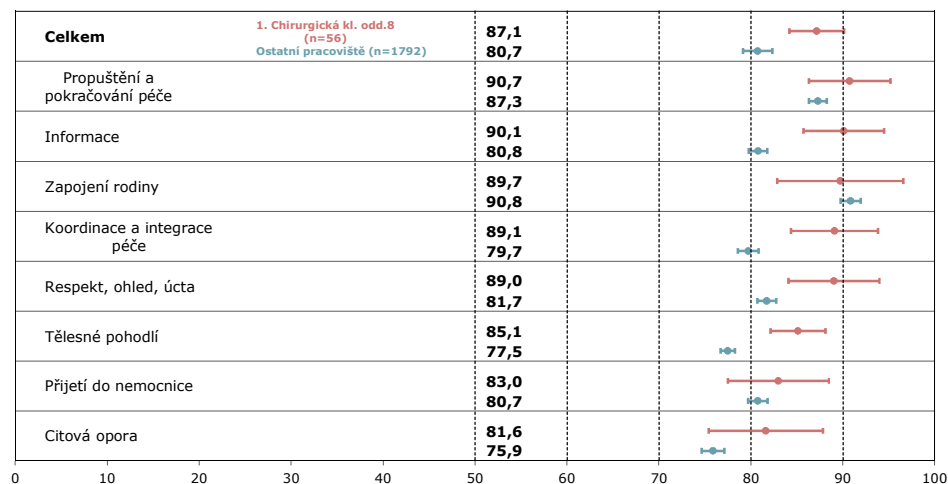 Celkem
1. Chirurgická kl. odd.8
(n=56)
Ostatní pracoviště (n=1792)
87,1
80,7
Propuštění a
pokračování péče
90,7
87,3
Informace
90,1
80,8
Zapojení rodiny
89,7
90,8
Koordinace a integrace
péče
89,1
79,7
Respekt, ohled, úcta
89,0
81,7
Tělesné pohodlí
85,1
77,5
Přijetí do nemocnice
83,0
80,7
Citová opora
81,6
75,9
0 10 20 30 40 50 60 70 80 90 100